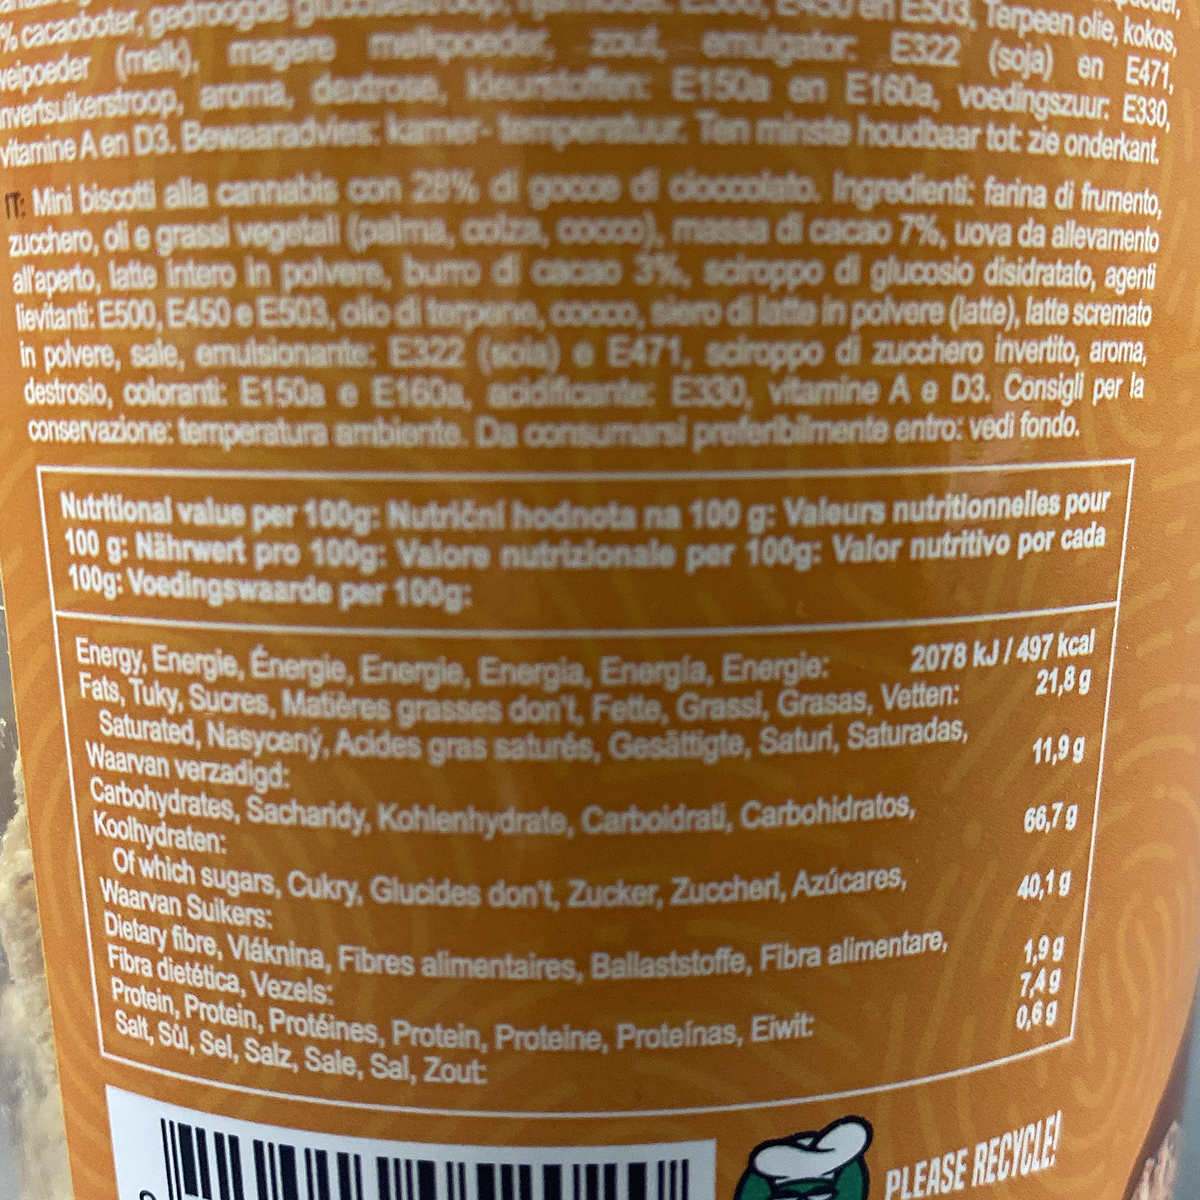 % cacaoboter, gedroogde E503, Terpeen olie, kokos,
weipoeder (melk), magere melkpoeder, zout, emulgator: E322 (soja) en E471,
invertsuikerstroop, aroma, dextrose, kleurstoffen: E150a en E160a, voedingszuur: E330,
vitamine A en D3. Bewaaradvies: kamer- temperatuur. Ten minste houdbaar tot: zie onderkant.
IT: Mini biscotti alla cannabis con 28% di gocce di cioccolato. Ingredienti: farina di frumento,
zucchero, oli e grassi vegetali (palma, colza, cocco), massa di cacao 7%, uova da allevamento
all'aperto, latte intero in polvere, burro di cacao 3%, sciroppo di glucosio disidratato, agenti
lievitanti: E500, E450 e E503, olio di terpene, cocco, siero di latte in polvere (latte), latte scremato
in polvere, sale, emulsionante: E322 (soia) e E471, sciroppo di zucchero invertito, aroma,
destrosio, coloranti: E150a e E160a, acidificante: E330, vitamine A e D3. Consigli per la
conservazione: temperatura ambiente. Da consumarsi preferibilmente entro: vedi fondo.
Nutritional value per 100g: Nutriční hodnota na 100 g: Valeurs nutritionnelles pour
100 g: Nährwert pro 100g: Valore nutrizionale per 100g: Valor nutritivo por cada
100g: Voedingswaarde per 100g:
Energy, Energie, Énergie, Energie, Energia, Energía, Energie: 2078 kJ / 497 kcal
Fats, Tuky, Sucres, Matières grasses don't, Fette, Grassi, Grasas, Vetten: 21,8 g
Saturated, Nasycený, Acides gras saturés, Gesättigte, Saturi, Saturadas,
Waarvan verzadigd: 11,9 g
Carbohydrates, Sacharidy, Kohlenhydrate, Carboidrati, Carbohidratos,
Koolhydraten: 66,7 g
Of which sugars, Cukry, Glucides don't, Zucker, Zuccheri, Azúcares,
Waarvan Suikers: 40,1 g
Dietary fibre, Vláknina, Fibres alimentaires, Ballaststoffe, Fibra alimentare,
Fibra dietética, Vezels: 1,9 g
Protein, Protein, Protéines, Protein, Proteine, Proteínas, Eiwit: 7,4 g
Salt, Sůl, Sel, Salz, Sale, Sal, Zout: 0,6 g
PLEASE RECYCLE!